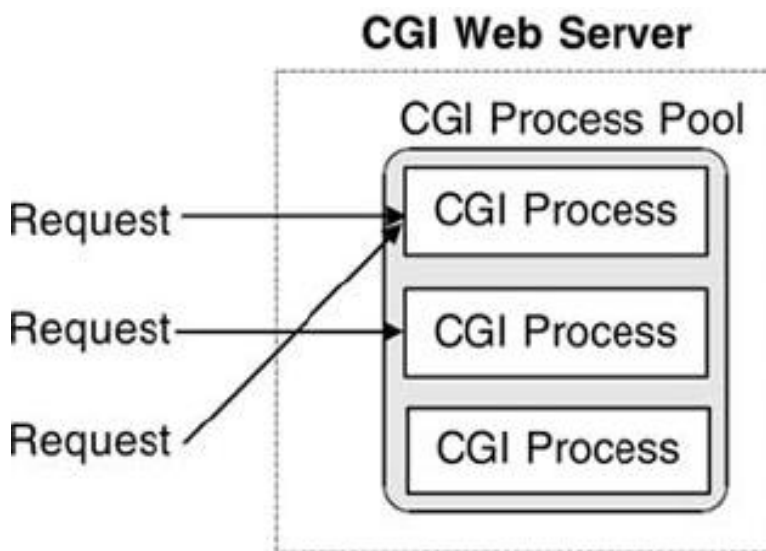 CGI Web Server
CGI Process Pool
Request
CGI Process
Request
CGI Process
Request
CGI Process